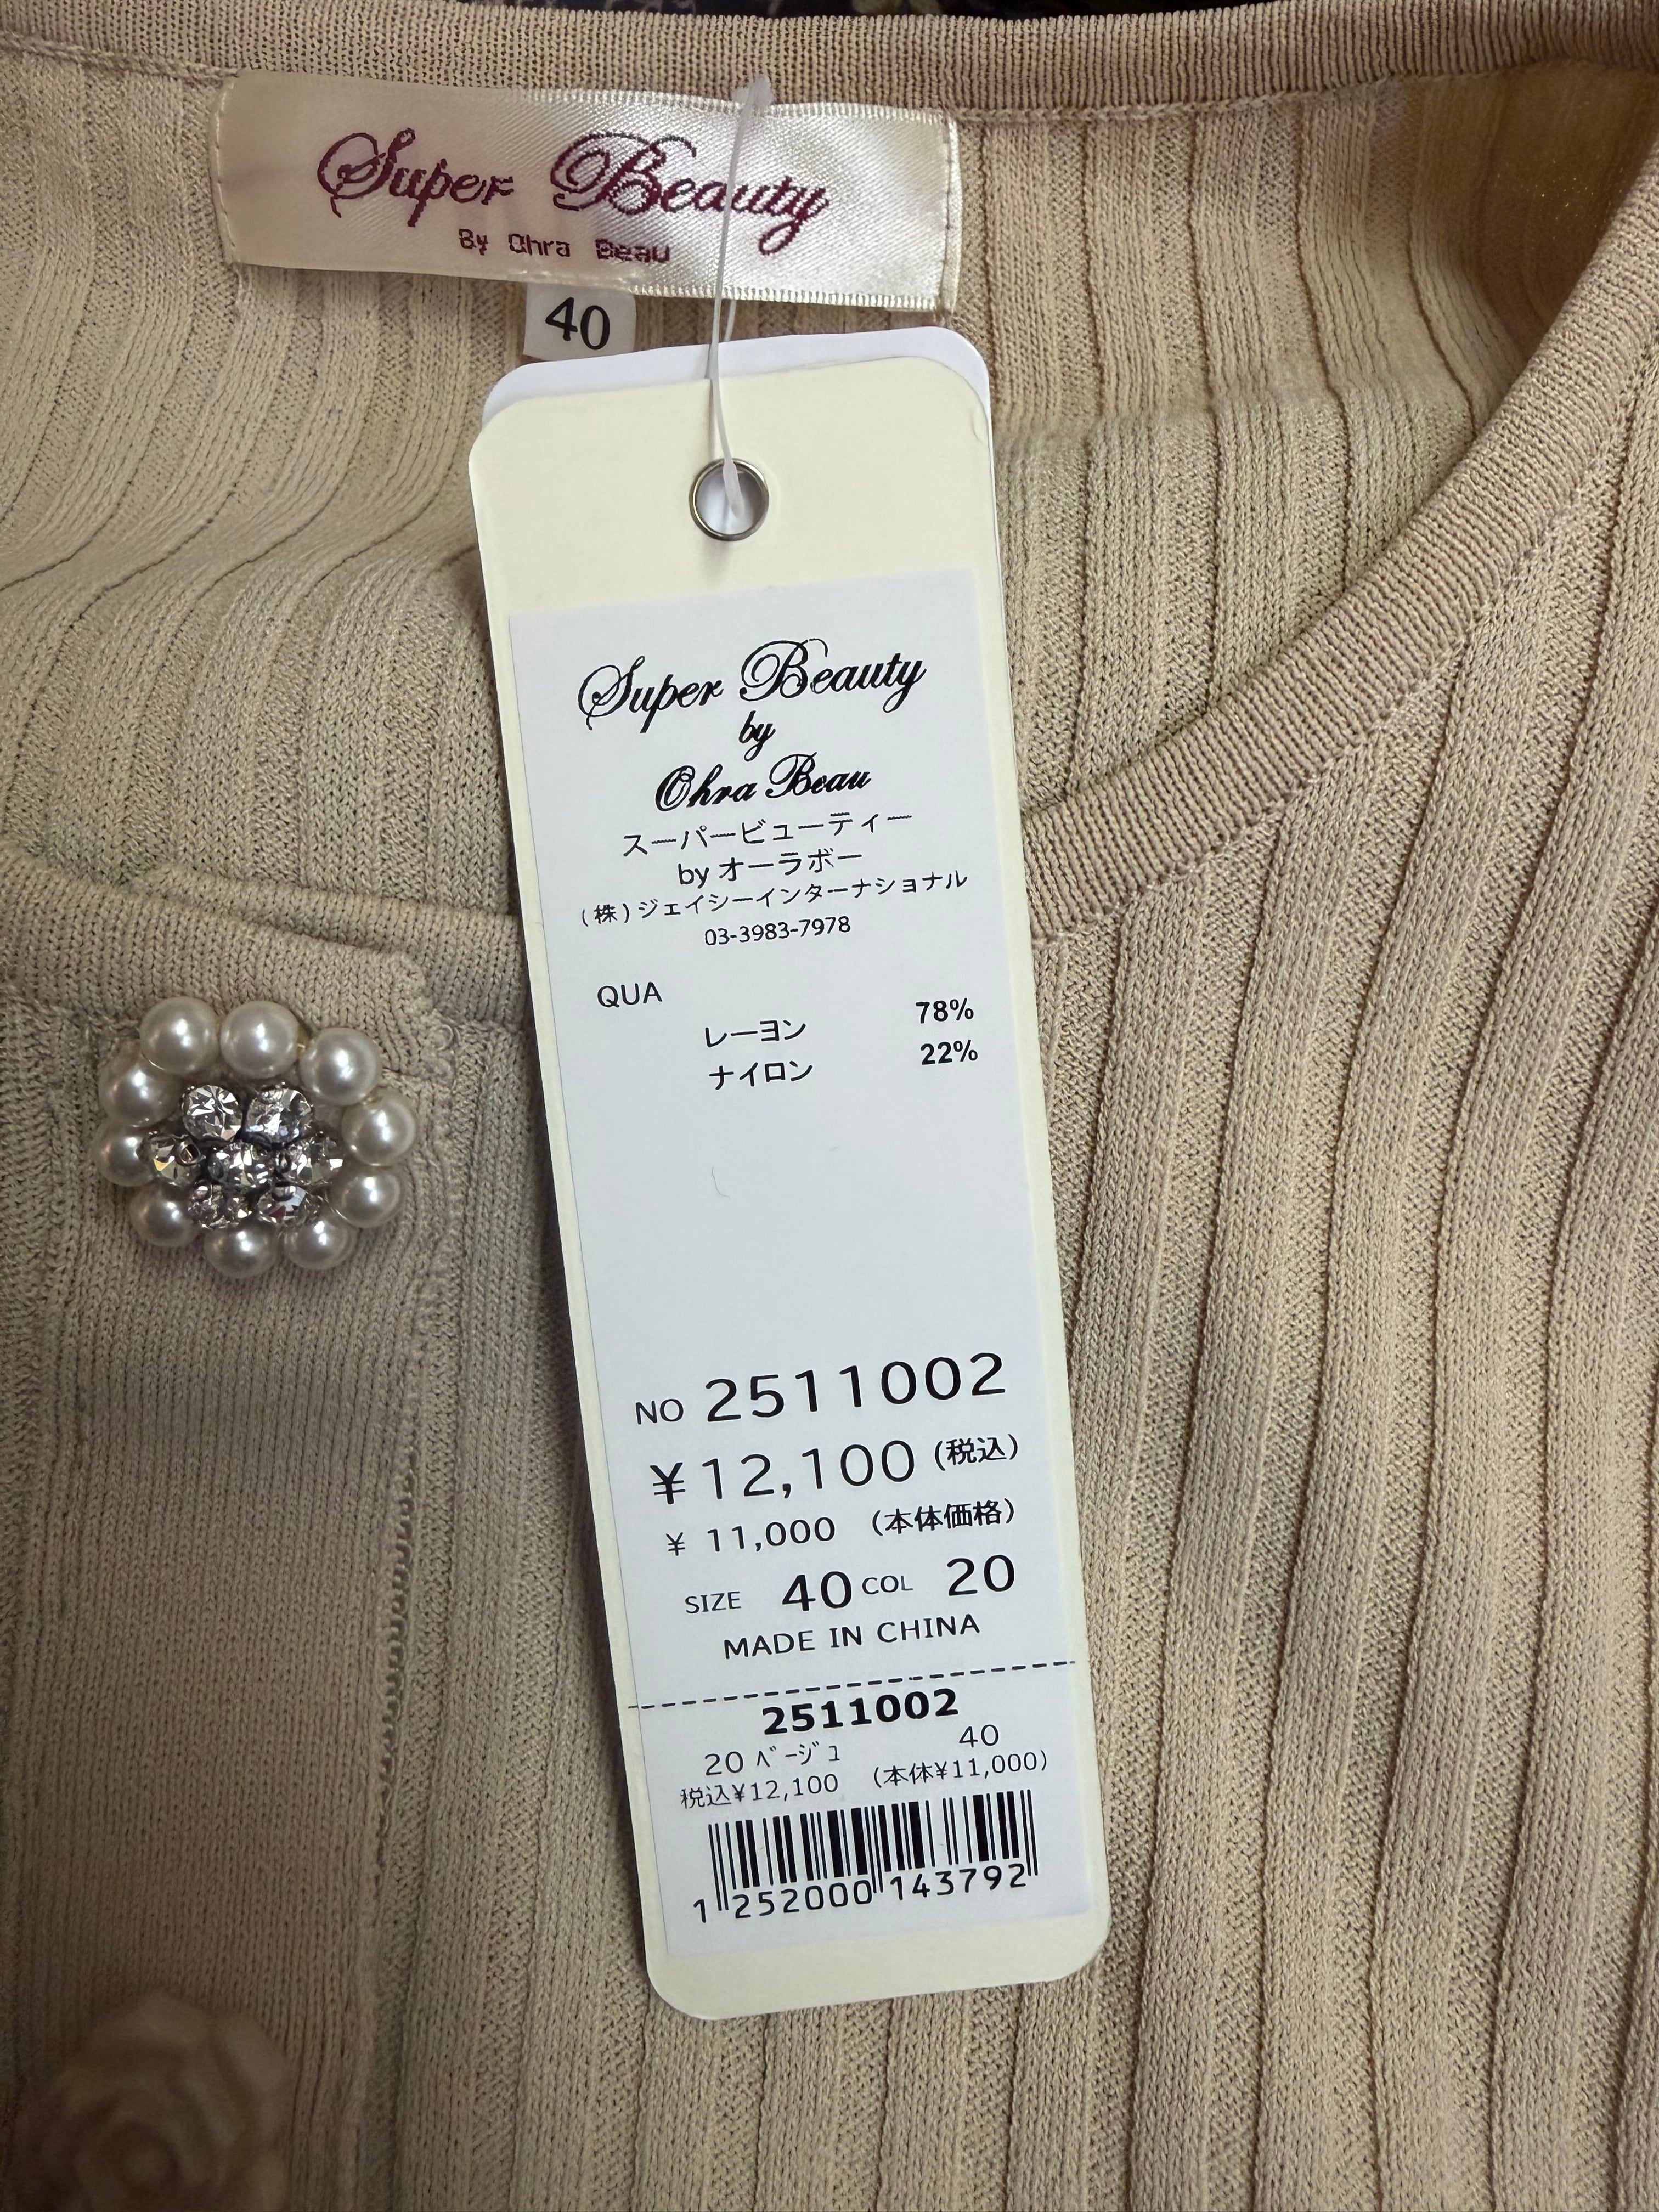 Super Beauty
By Ohra Beau
40
Super Beauty
by
Ohra Beau
スーパービューティー
by オーラボー
(株)ジェイシーインターナショナル
03-3983-7978
QUA
レーヨン 78%
ナイロン 22%
NO 2511002
¥12,100 (税込)
¥ 11,000 (本体価格)
SIZE 40 COL 20
MADE IN CHINA
2511002
20 ﾍﾞｰｼﾞｭ 40
税込¥12,100 (本体¥11,000)
1 252000 143792